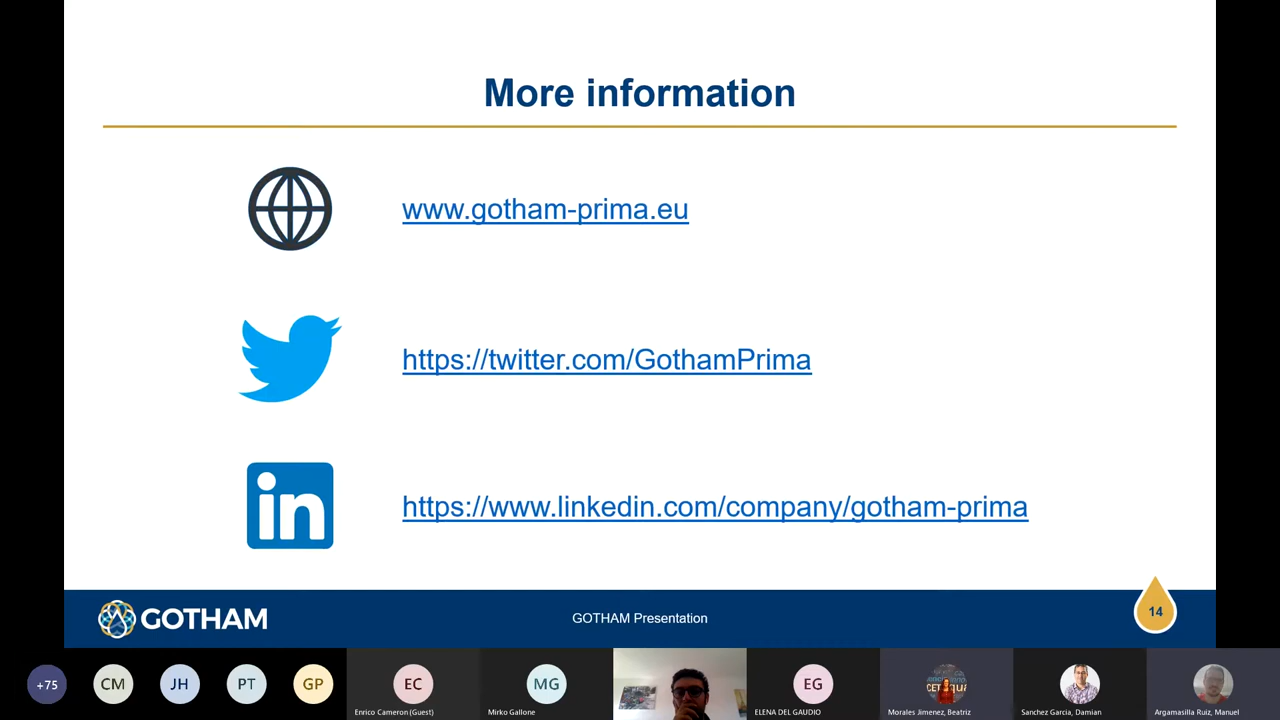 More information
www.gotham-prima.eu
https://twitter.com/GothamPrima
in
https://www.linkedin.com/company/gotham-prima
GOTHAM
GOTHAM Presentation
14
+75
CM
JH
PT
GP
EC
Enrico Cameron (Guest)
MG
Mirko Gallone
EG
ELENA DEL GAUDIO
Morales Jimenez, Beatriz
Sanchez Garcia, Damian
Argamasilla Ruiz, Manuel